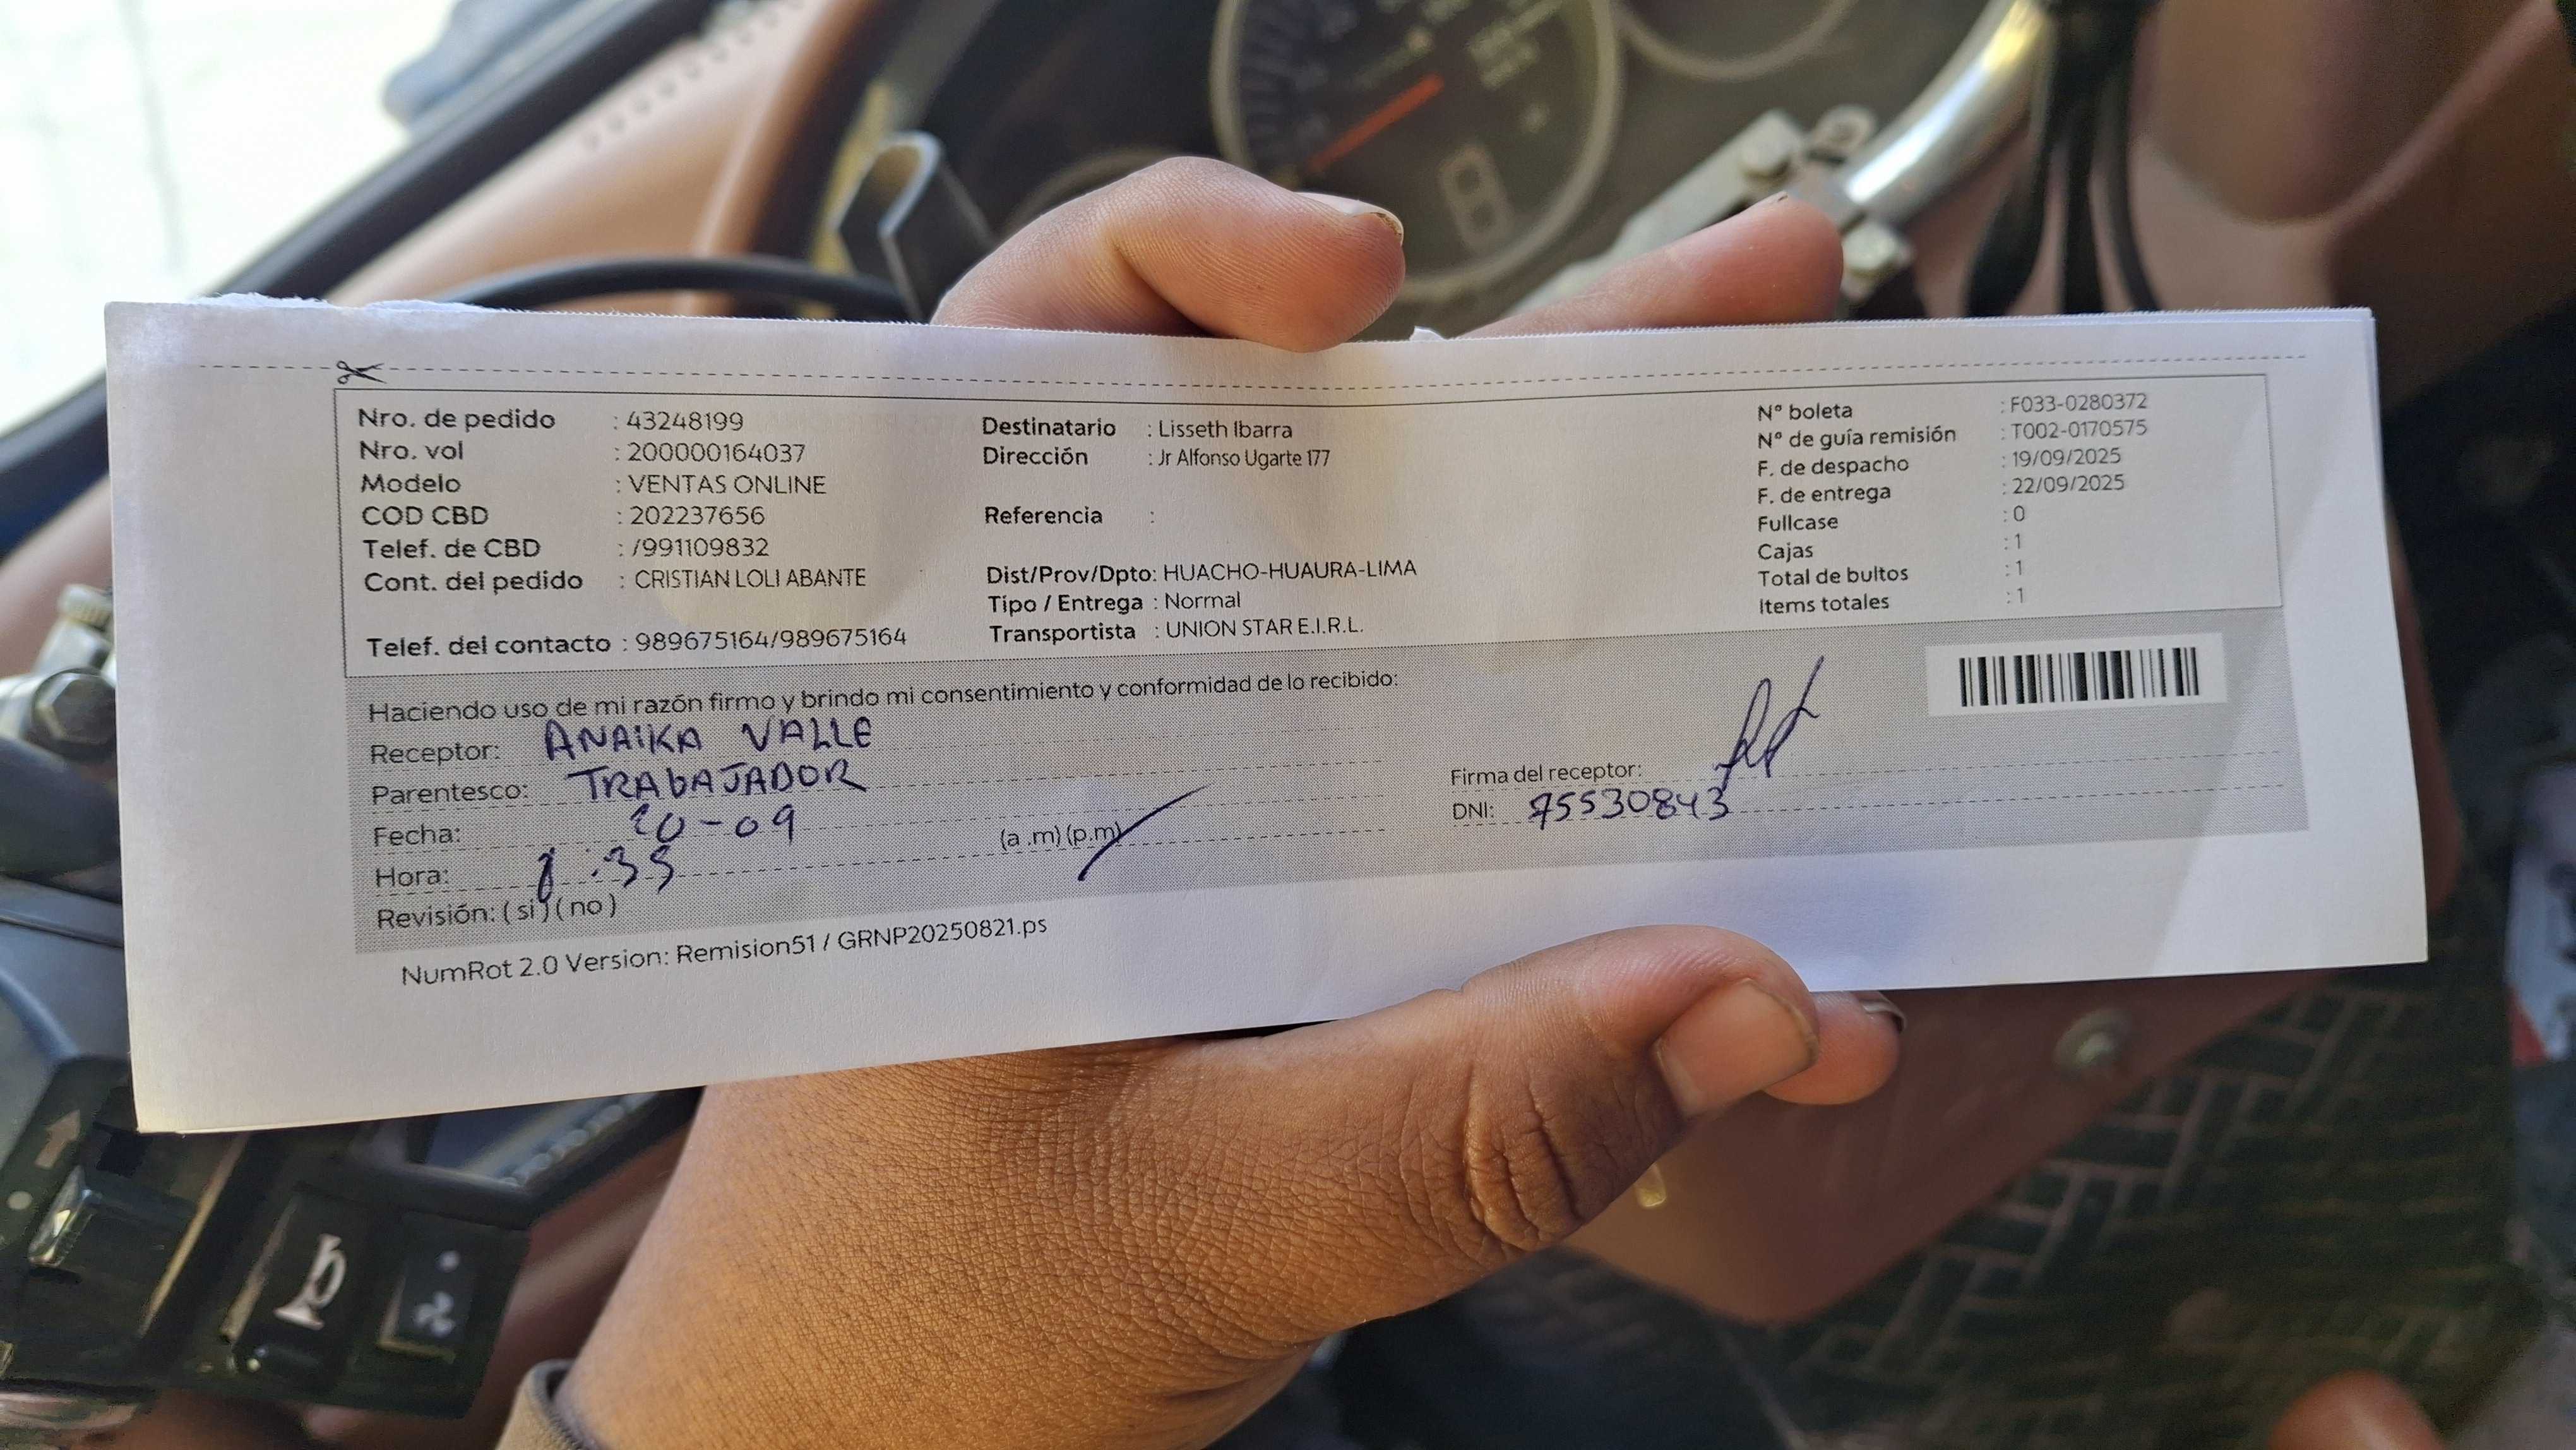 Nro. de pedido : 43248199
Nro. vol : 200000164037
Modelo : VENTAS ONLINE
COD CBD : 202237656
Telef. de CBD : /991109832
Cont. del pedido : CRISTIAN LOLI ABANTE
Telef. del contacto : 989675164/989675164
Destinatario : Lisseth Ibarra
Dirección : Jr Alfonso Ugarte 177
Referencia :
Dist/Prov/Dpto: HUACHO-HUAURA-LIMA
Tipo / Entrega : Normal
Transportista : UNION STAR E.I.R.L.
N° boleta : F033-0280372
N° de guía remisión : T002-0170575
F. de despacho : 19/09/2025
F. de entrega : 22/09/2025
Fullcase : 0
Cajas : 1
Total de bultos : 1
Items totales : 1
Haciendo uso de mi razón firmo y brindo mi consentimiento y conformidad de lo recibido:
Receptor: ANAIKA VALLE
Parentesco: TRABAJADOR
Fecha: 20-09
Hora: :35 (a .m) (p.m)
Revisión: ( si ) ( no )
Firma del receptor:
DNI: 75530843
NumRot 2.0 Version: Remision51 / GRNP20250821.ps